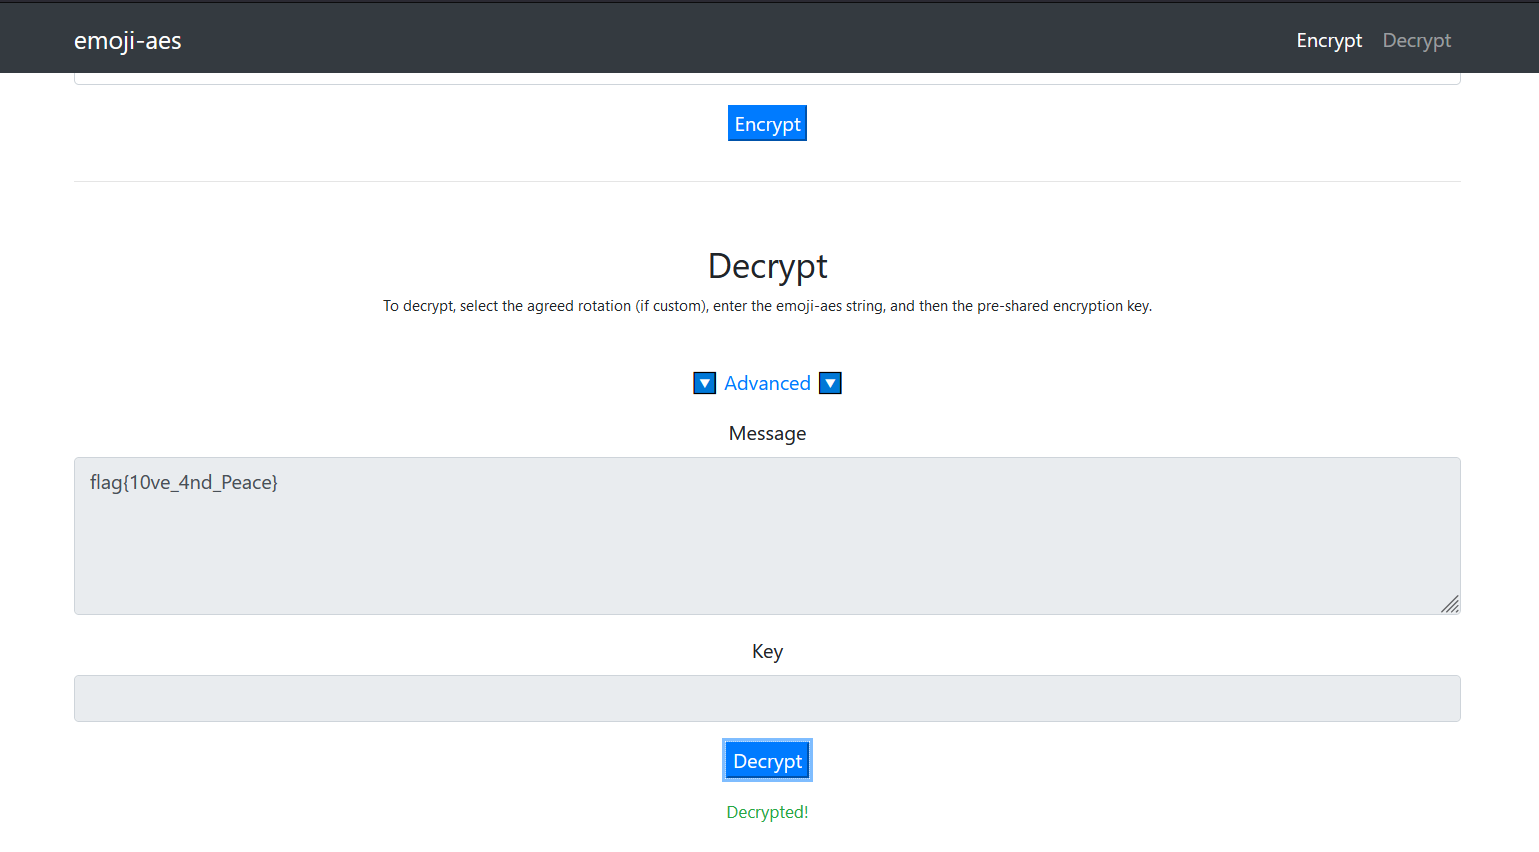 emoji-aes
Encrypt Decrypt
Encrypt
Decrypt
To decrypt, select the agreed rotation (if custom), enter the emoji-aes string, and then the pre-shared encryption key.
🔽 Advanced 🔽
Message
flag{10ve_4nd_Peace}
Key
Decrypt
Decrypted!